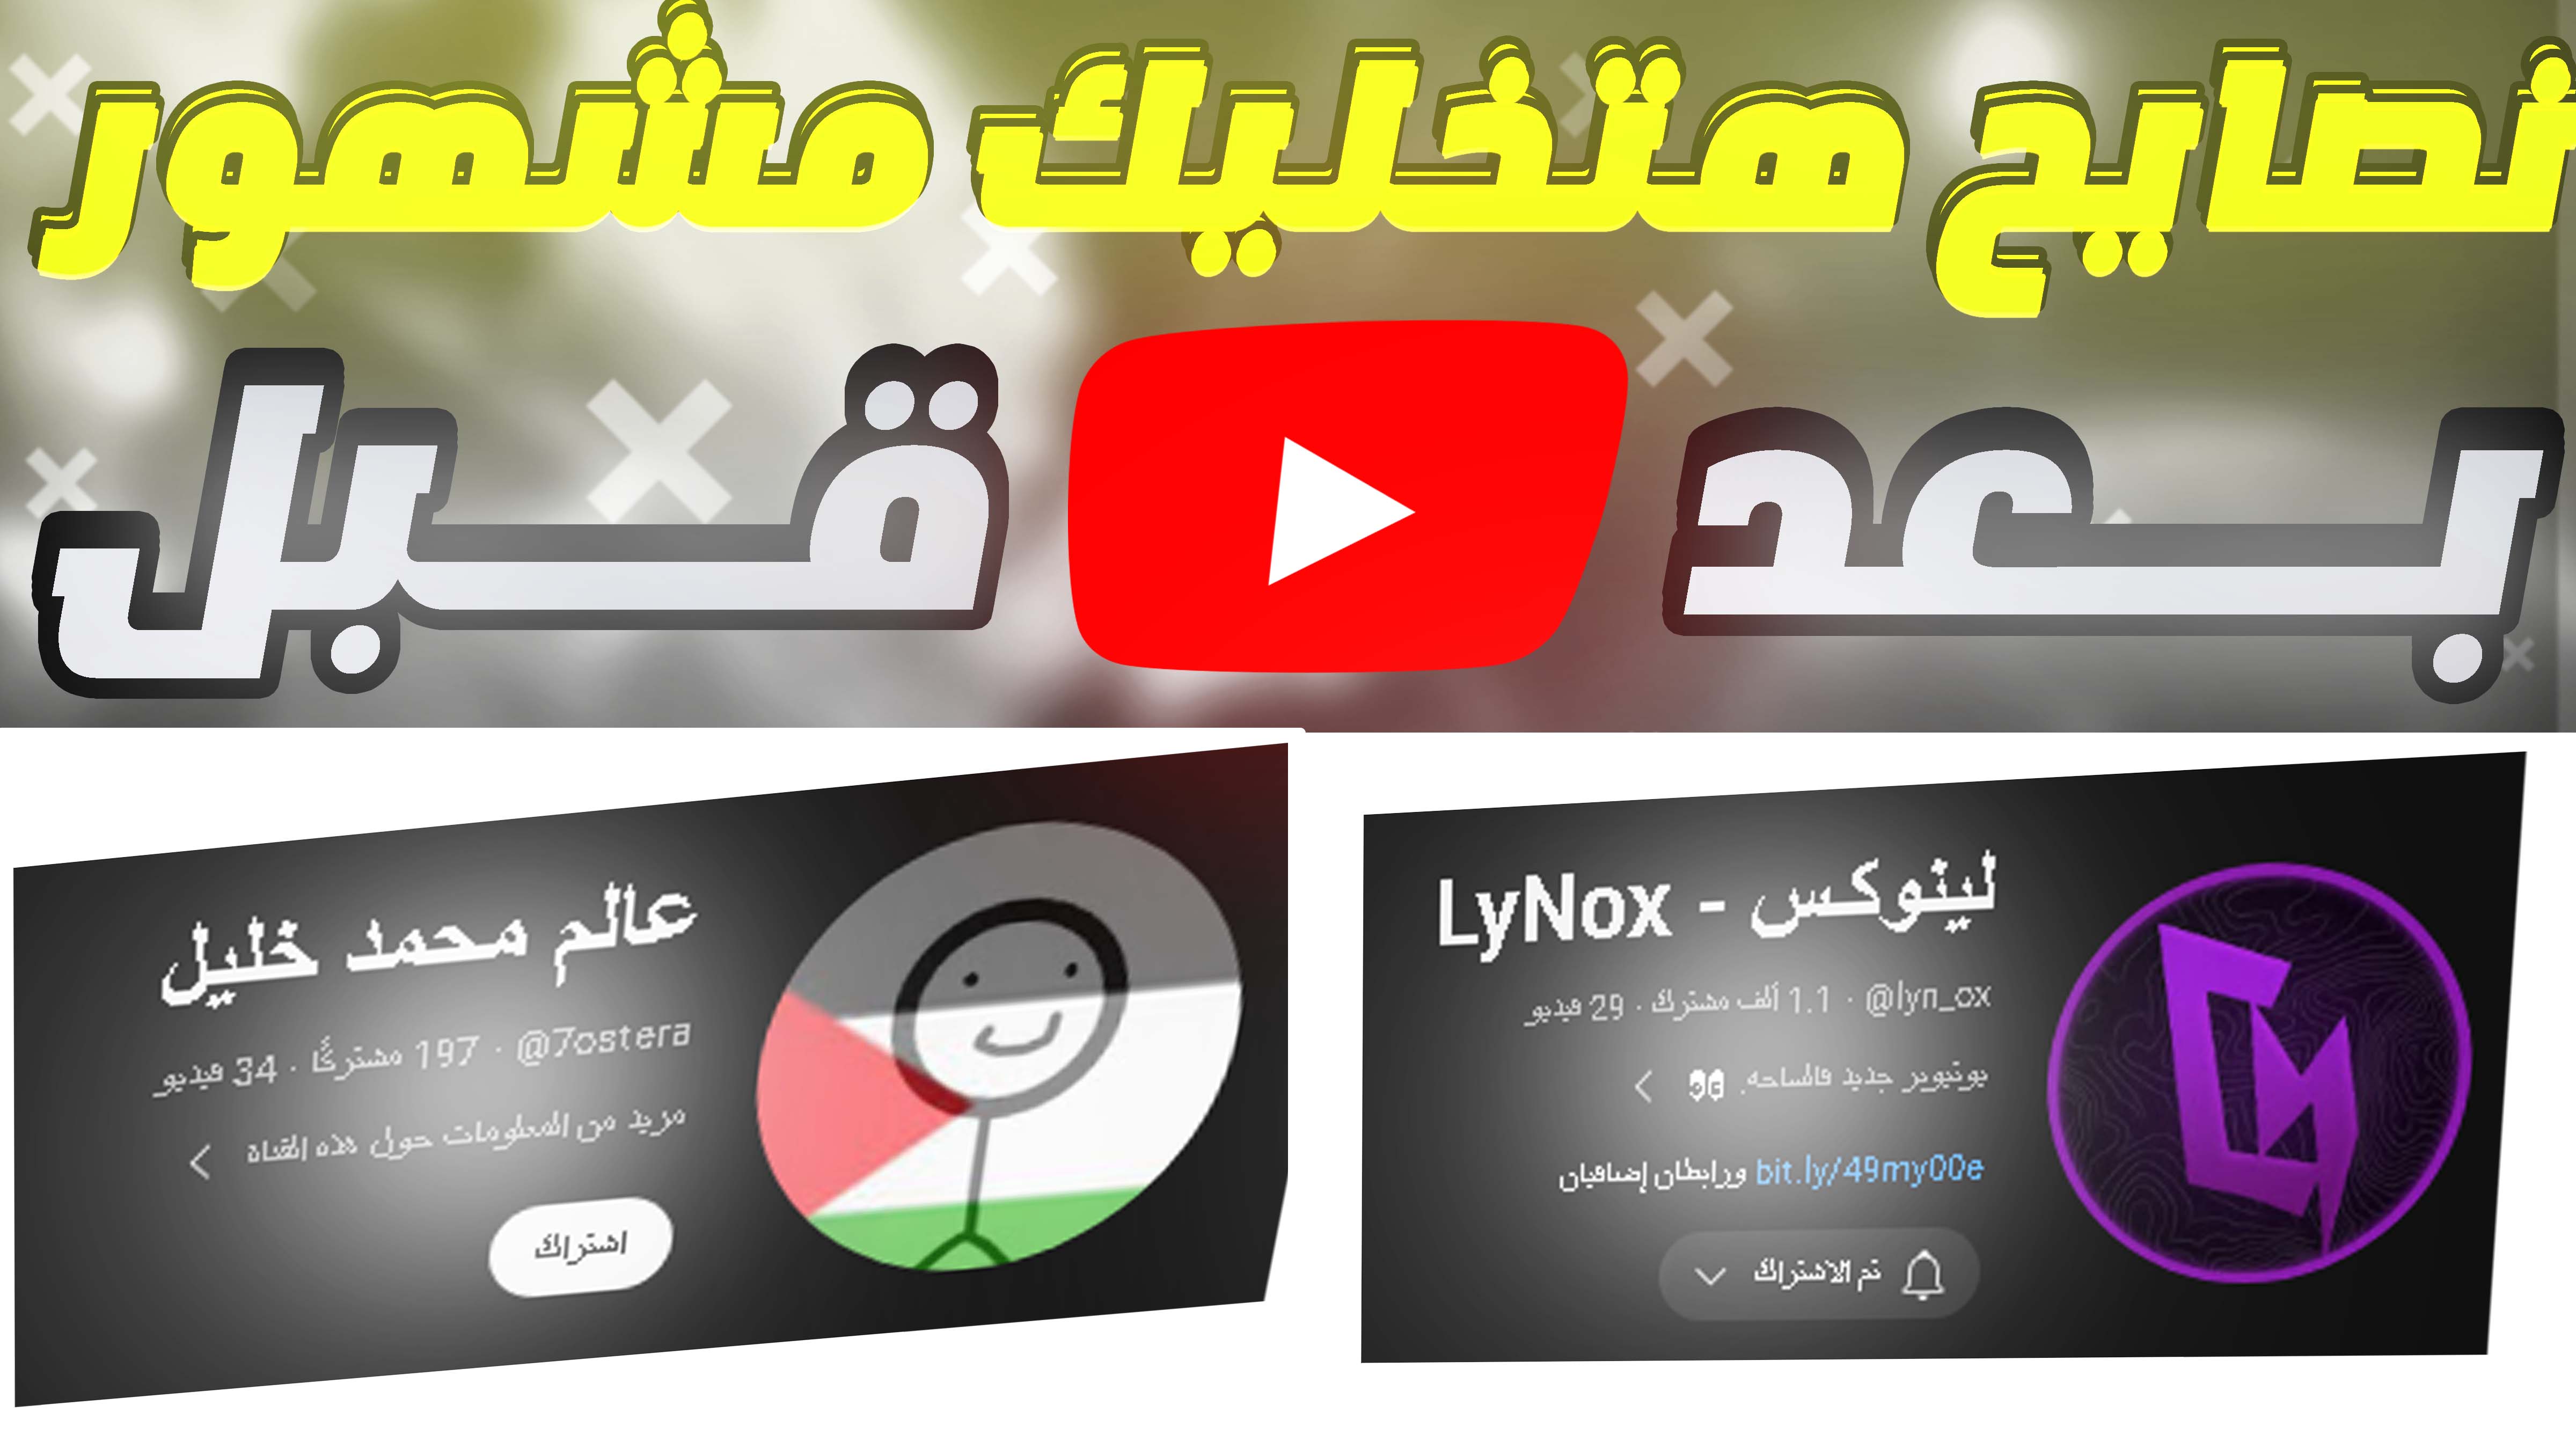 نصايح هتخليك مشهور
بــعد
قــبل
لينوكس - LyNox
@lyn_ox · 1.1 ألف مشترك · 29 فيديو
يوتيوبر جديد فالساحه.
bit.ly/49my00e ورابطان إضافيان
تم الاشتراك
عالم محمد خليل
@7ostera · 197 مشتركًا · 34 فيديو
مزيد من المعلومات حول هذه القناة
اشتراك